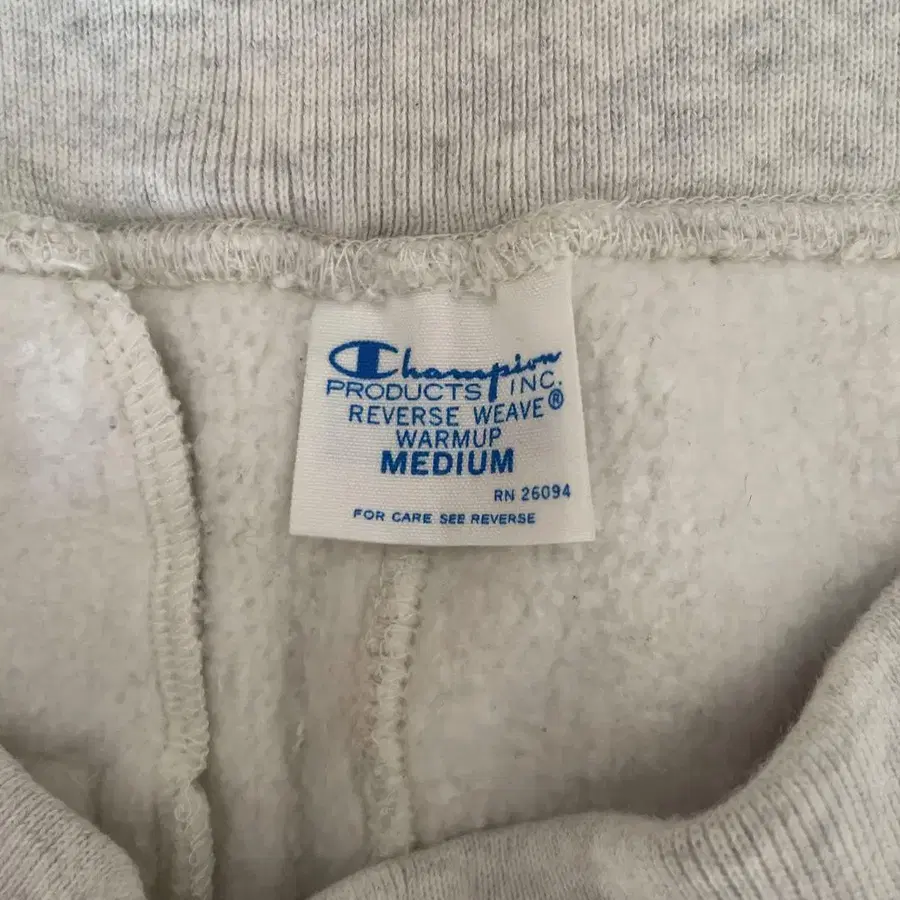 Champion
PRODUCTS INC.
REVERSE WEAVE®
WARMUP
MEDIUM
RN 26094
FOR CARE SEE REVERSE